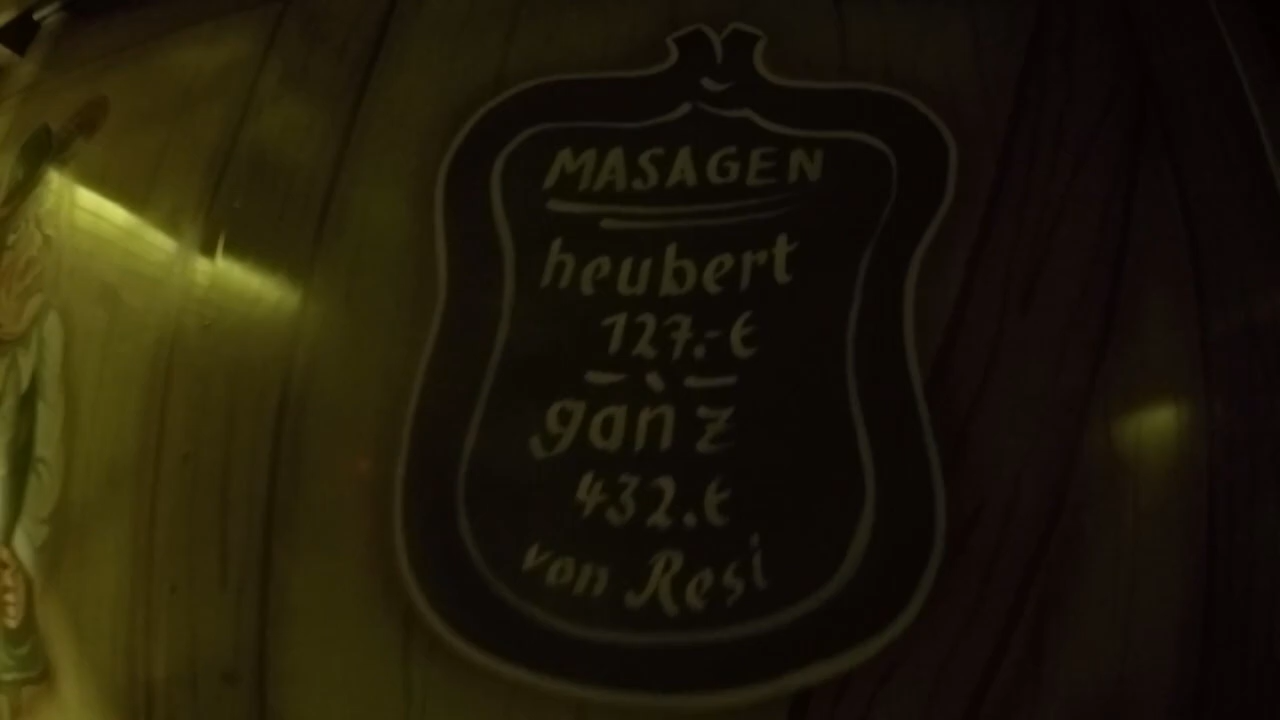 MASAGEN
heubert
127.-€
ganz
432.€
von Resi